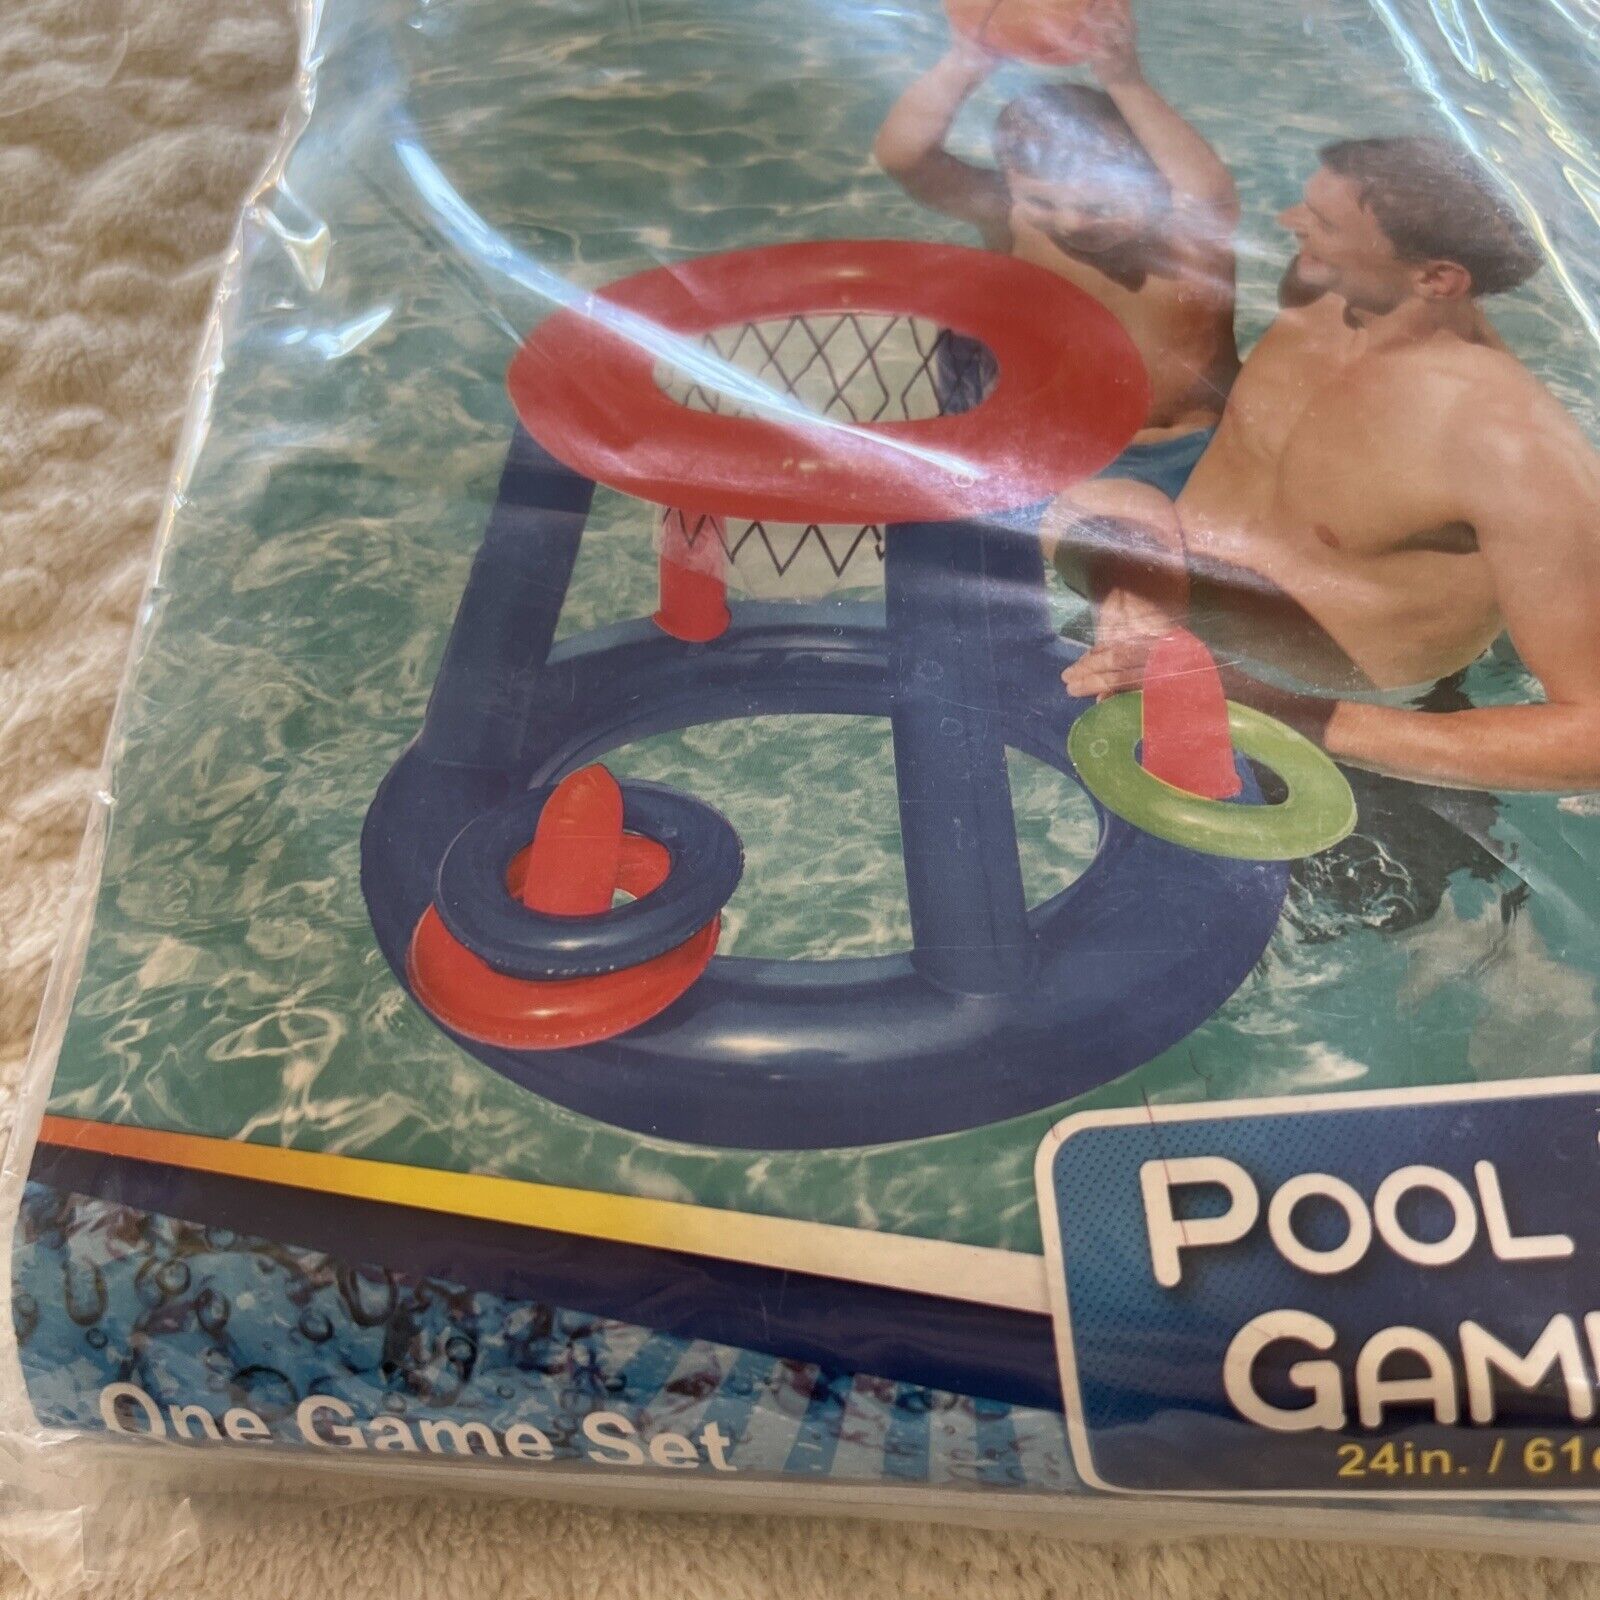 POOL
GAM
24in. / 61
One Game Set